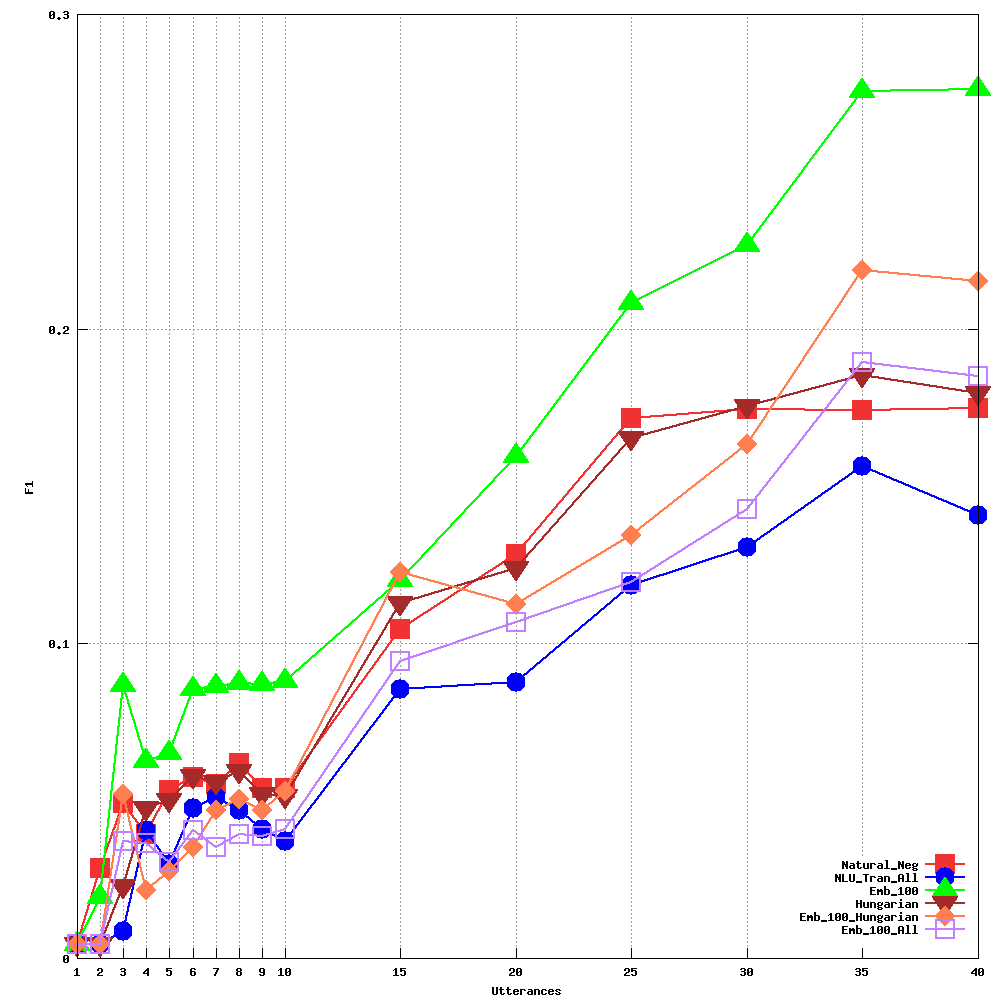 0.3
0.2
0.1
0
F1
1 2 3 4 5 6 7 8 9 10 15 20 25 30 35 40
Utterances
Natural_Neg
NLU_Tran_All
Emb_100
Hungarian
Emb_100_Hungarian
Emb_100_All